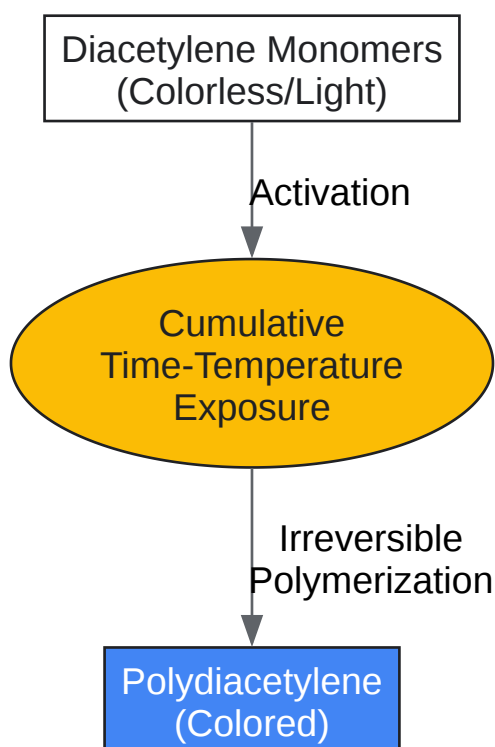 Diacetylene Monomers
(Colorless/Light)
Activation
Cumulative
Time-Temperature
Exposure
Irreversible
Polymerization
Polydiacetylene
(Colored)